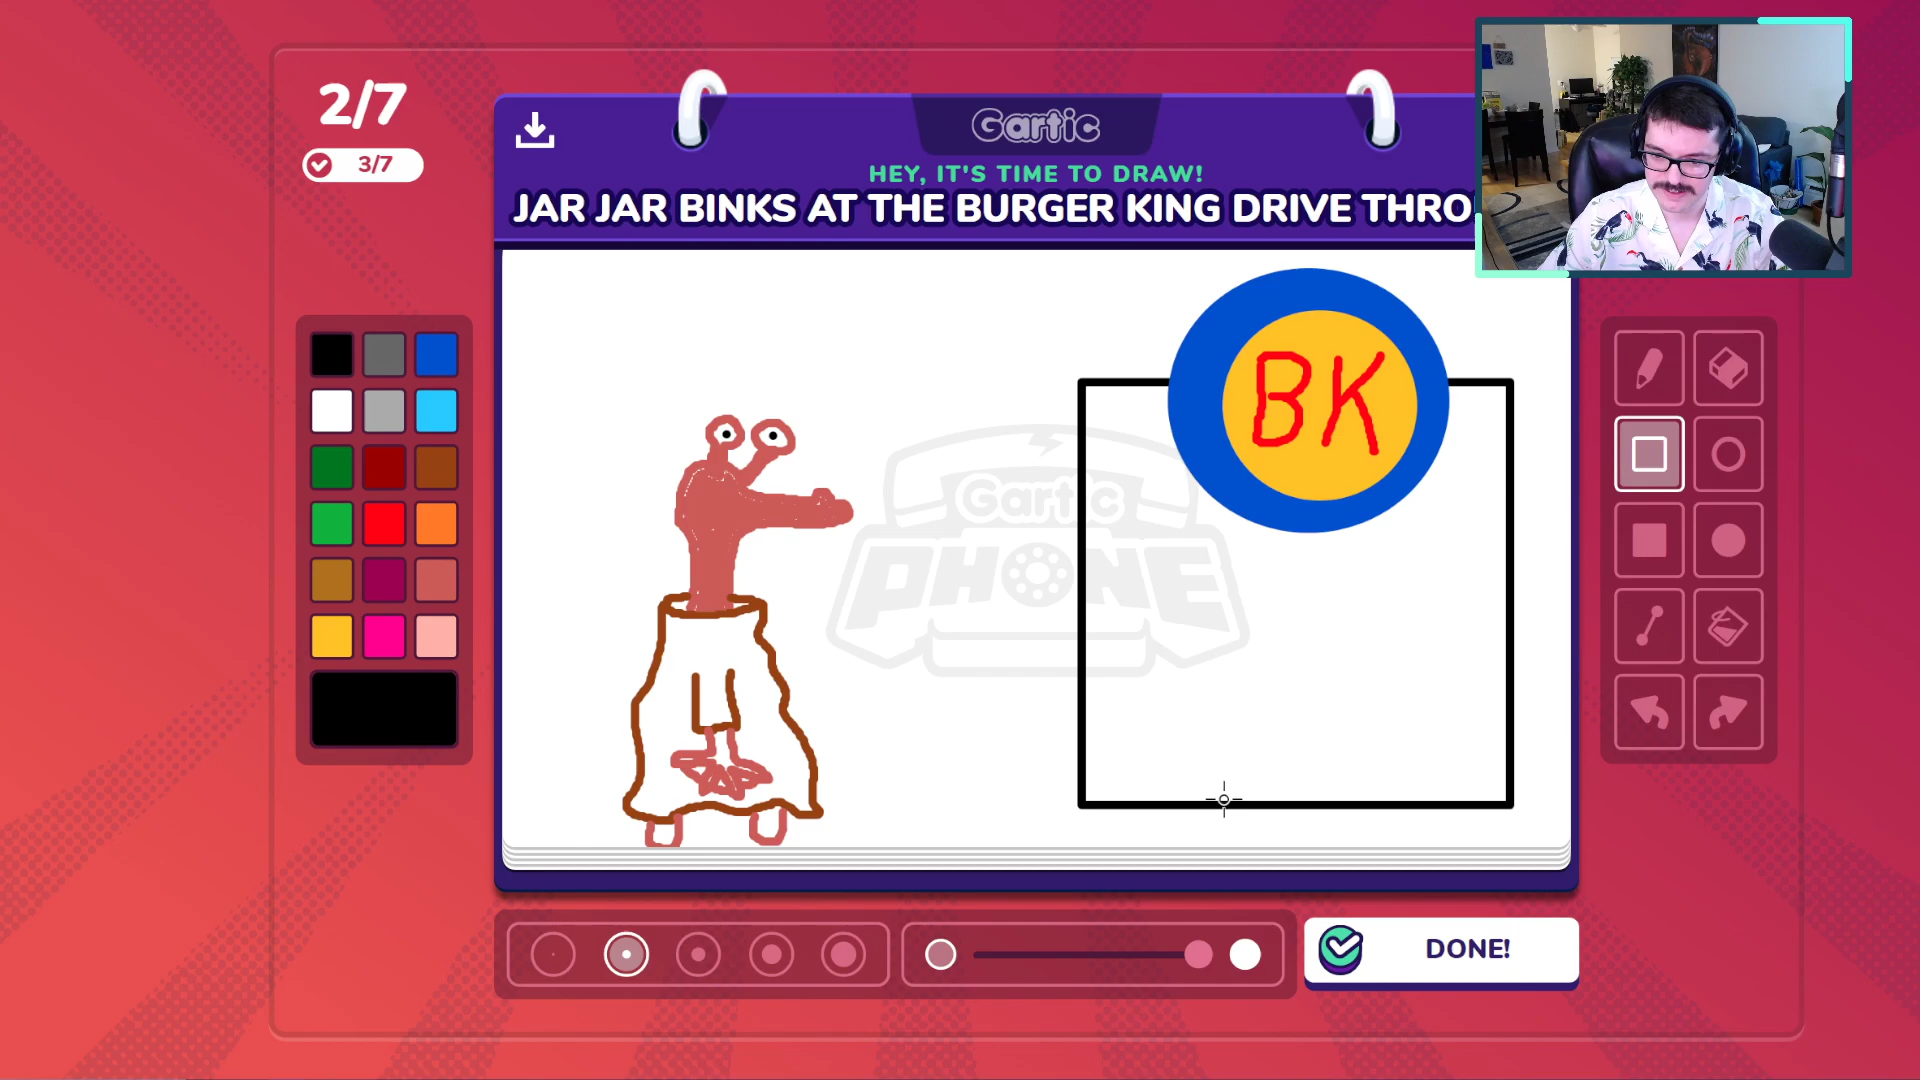 2/7
3/7
Gartic
HEY, IT'S TIME TO DRAW!
JAR JAR BINKS AT THE BURGER KING DRIVE THRO
BK
Gartic
PHONE
DONE!